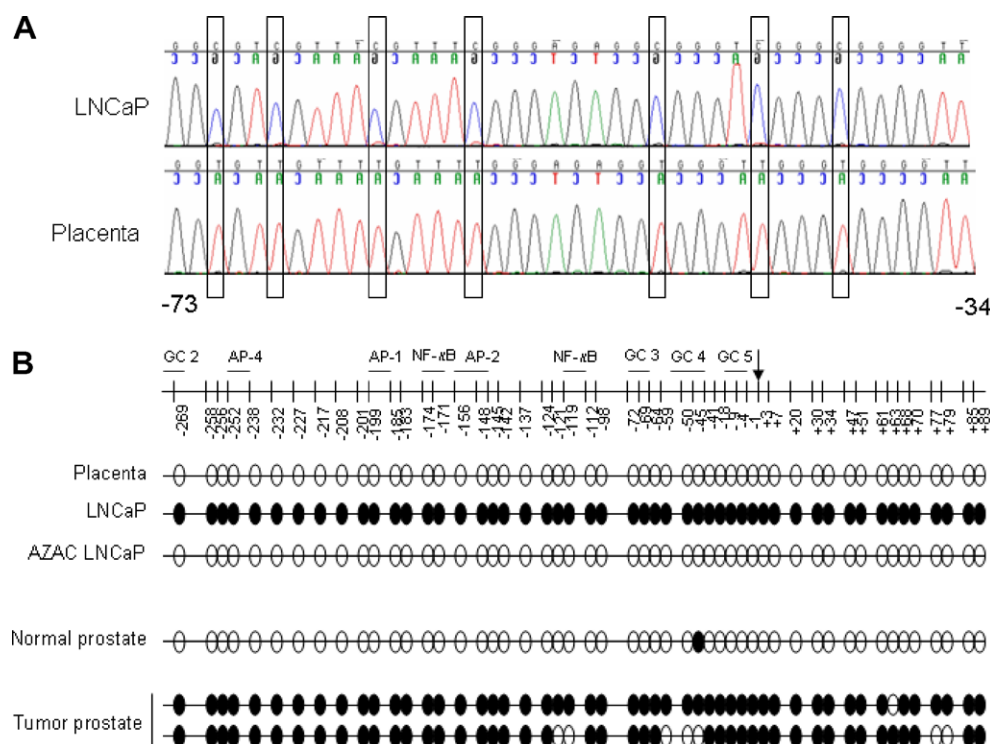 A
G G C G T C G T T T C G T T T C G G G A G A G G C G G G T C G G G C G G G G T T
C C G C A G C A A A G C A A A G C C C T C T C C G C C C A G C C C G C C C C A A
LNCaP
G G T G T T G T T T T G T T T T G G G A G A G G T G G G T T G G G T G G G G T T
C C A C A A C A A A A C A A A A C C C T C T C C A C C C A A C C C A C C C C A A
Placenta
-73 -34
B
GC 2 AP-4 AP-1 NF-κB AP-2 NF-κB GC 3 GC 4 GC 5
-269 -258 -256 -252 -238 -232 -227 -217 -208 -201 -199 -185 -183 -174 -171 -156 -148 -145 -142 -137 -124 -121 -119 -112 -98 -72 -69 -64 -59 -50 -45 -41 -18 -9 -4 -1 +3 +7 +20 +30 +34 +47 +51 +61 +63 +68 +70 +77 +79 +85 +89
Placenta
LNCaP
AZAC LNCaP
Normal prostate
Tumor prostate